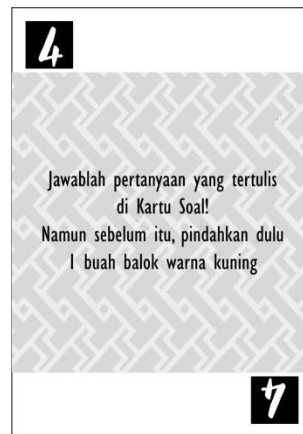 4
Jawablah pertanyaan yang tertulis
di Kartu Soal!
Namun sebelum itu, pindahkan dulu
1 buah balok warna kuning
4